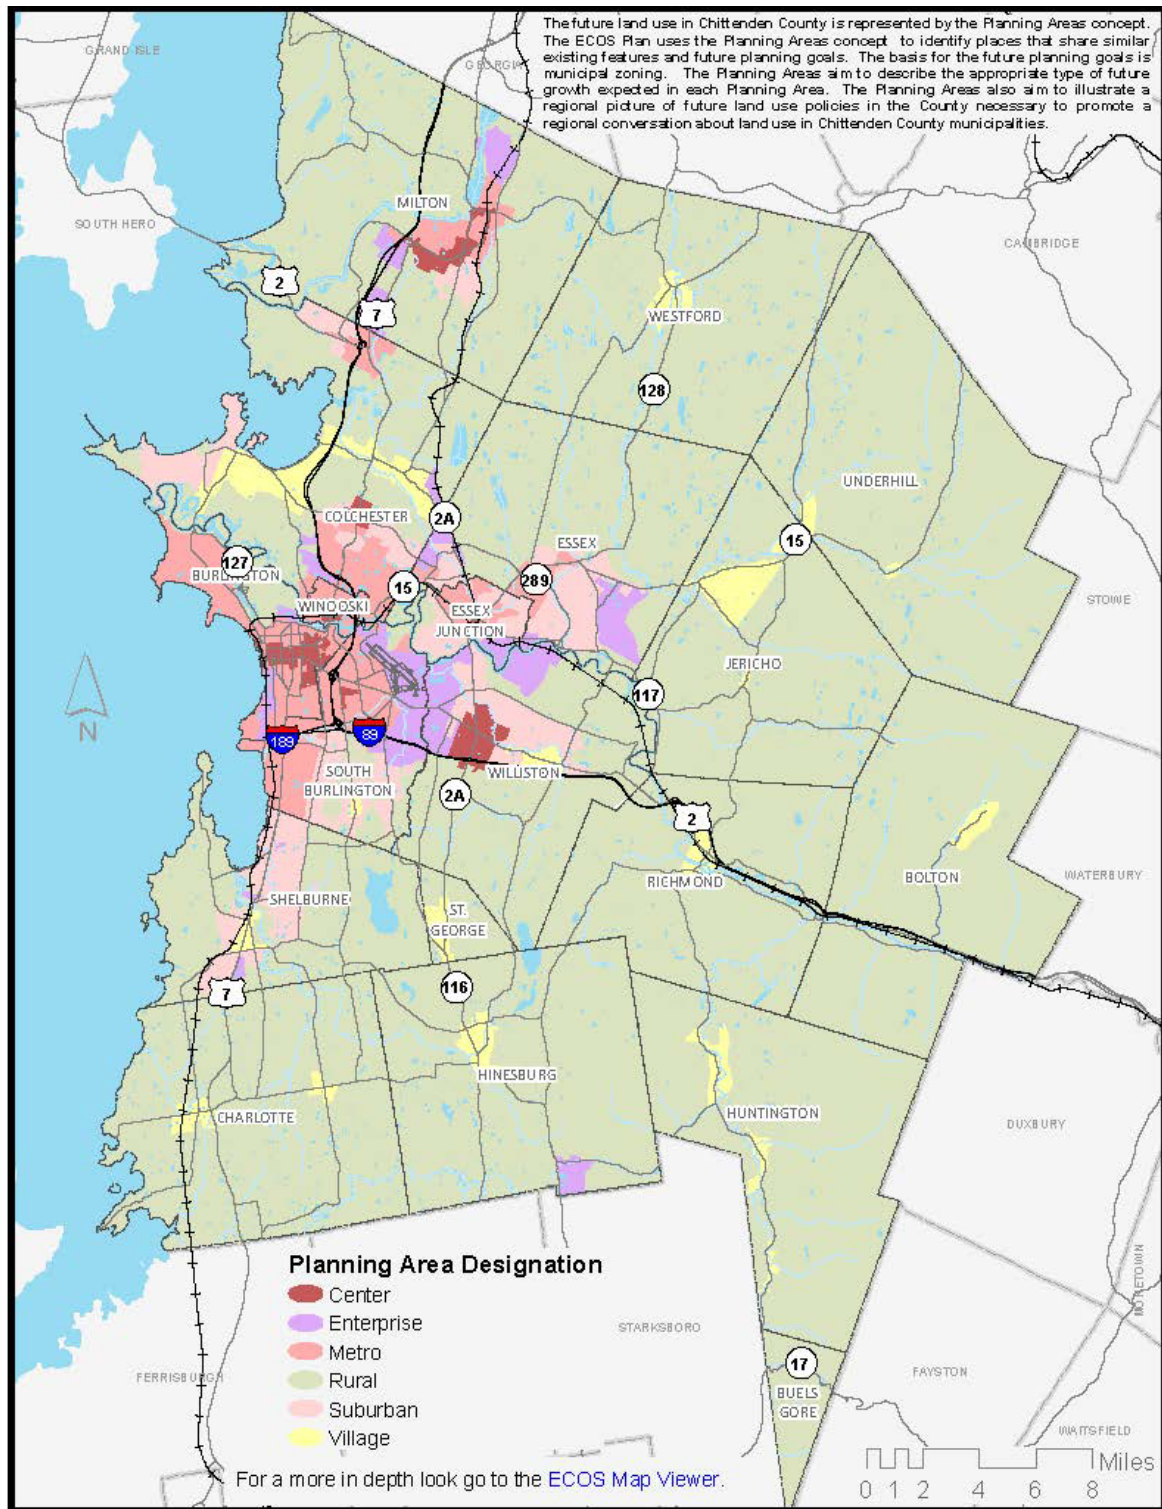 The future land use in Chittenden County is represented by the Planning Areas concept.
The ECOS Plan uses the Planning Areas concept to identify places that share similar
existing features and future planning goals. The basis for the future planning goals is
municipal zoning. The Planning Areas aim to describe the appropriate type of future
growth expected in each Planning Area. The Planning Areas also aim to illustrate a
regional picture of future land use policies in the County necessary to promote a
regional conversation about land use in Chittenden County municipalities.
GRAND ISLE
GEORGIA
MILTON
SOUTH HERO
CAMBRIDGE
2
7
WESTFORD
128
UNDERHILL
COLCHESTER
2A
15
ESSEX
127
BURLINGTON
289
15
WINOOSKI
ESSEX
JUNCTION
STOWE
JERICHO
117
N
189
89
SOUTH
BURLINGTON
WILLISTON
2A
2
RICHMOND
BOLTON
WATERBURY
SHELBURNE
ST.
GEORGE
7
116
HINESBURG
CHARLOTTE
HUNTINGTON
DUXBURY
MORETOWN
Planning Area Designation
Center
Enterprise
Metro
Rural
Suburban
Village
STARKSBORO
FERRISBURGH
17
BUELS
GORE
FAYSTON
WAITSFIELD
Miles
0 1 2 4 6 8
For a more in depth look go to the ECOS Map Viewer.